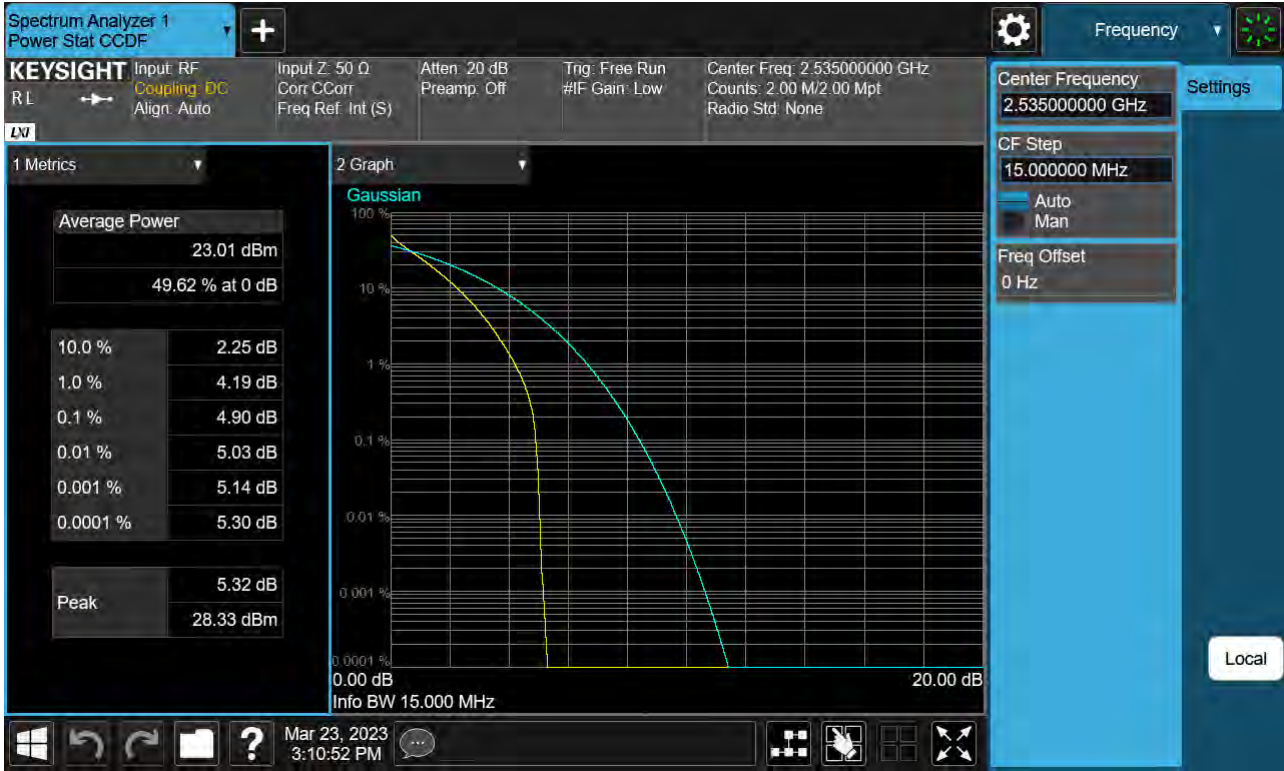 Spectrum Analyzer 1
Power Stat CCDF
Frequency
KEYSIGHT
RL
LXI
Input: RF
Coupling: DC
Align: Auto
Input Z: 50 Ω
Corr CCorr
Freq Ref: Int (S)
Atten: 20 dB
Preamp: Off
Trig: Free Run
#IF Gain: Low
Center Freq: 2.535000000 GHz
Counts: 2.00 M/2.00 Mpt
Radio Std: None
Center Frequency
2.535000000 GHz
Settings
CF Step
15.000000 MHz
Auto
Man
Freq Offset
0 Hz
1 Metrics
Average Power
23.01 dBm
49.62 % at 0 dB
10.0 % 2.25 dB
1.0 % 4.19 dB
0.1 % 4.90 dB
0.01 % 5.03 dB
0.001 % 5.14 dB
0.0001 % 5.30 dB
Peak
5.32 dB
28.33 dBm
2 Graph
Gaussian
100 %
10 %
1 %
0.1 %
0.01 %
0.001 %
0.0001 %
0.00 dB 20.00 dB
Info BW 15.000 MHz
Local
?
Mar 23, 2023
3:10:52 PM